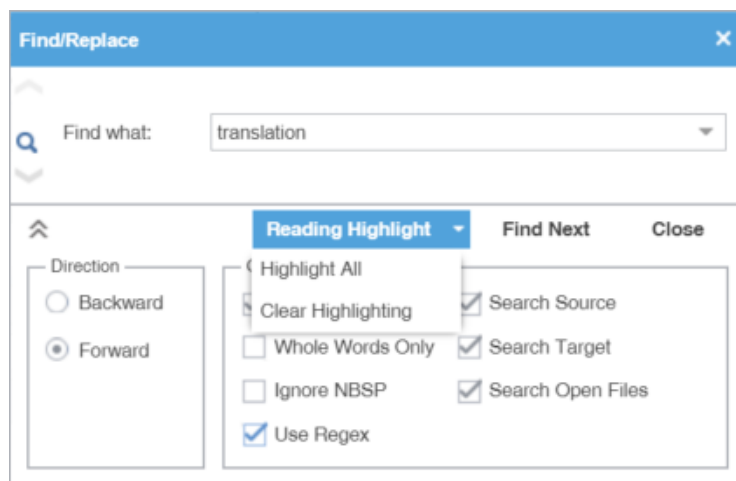 Find/Replace
Find what: translation
Reading Highlight Find Next Close
Direction
Highlight All
Backward Search Source
Clear Highlighting
Whole Words Only Search Target
Forward
Ignore NBSP Search Open Files
Use Regex